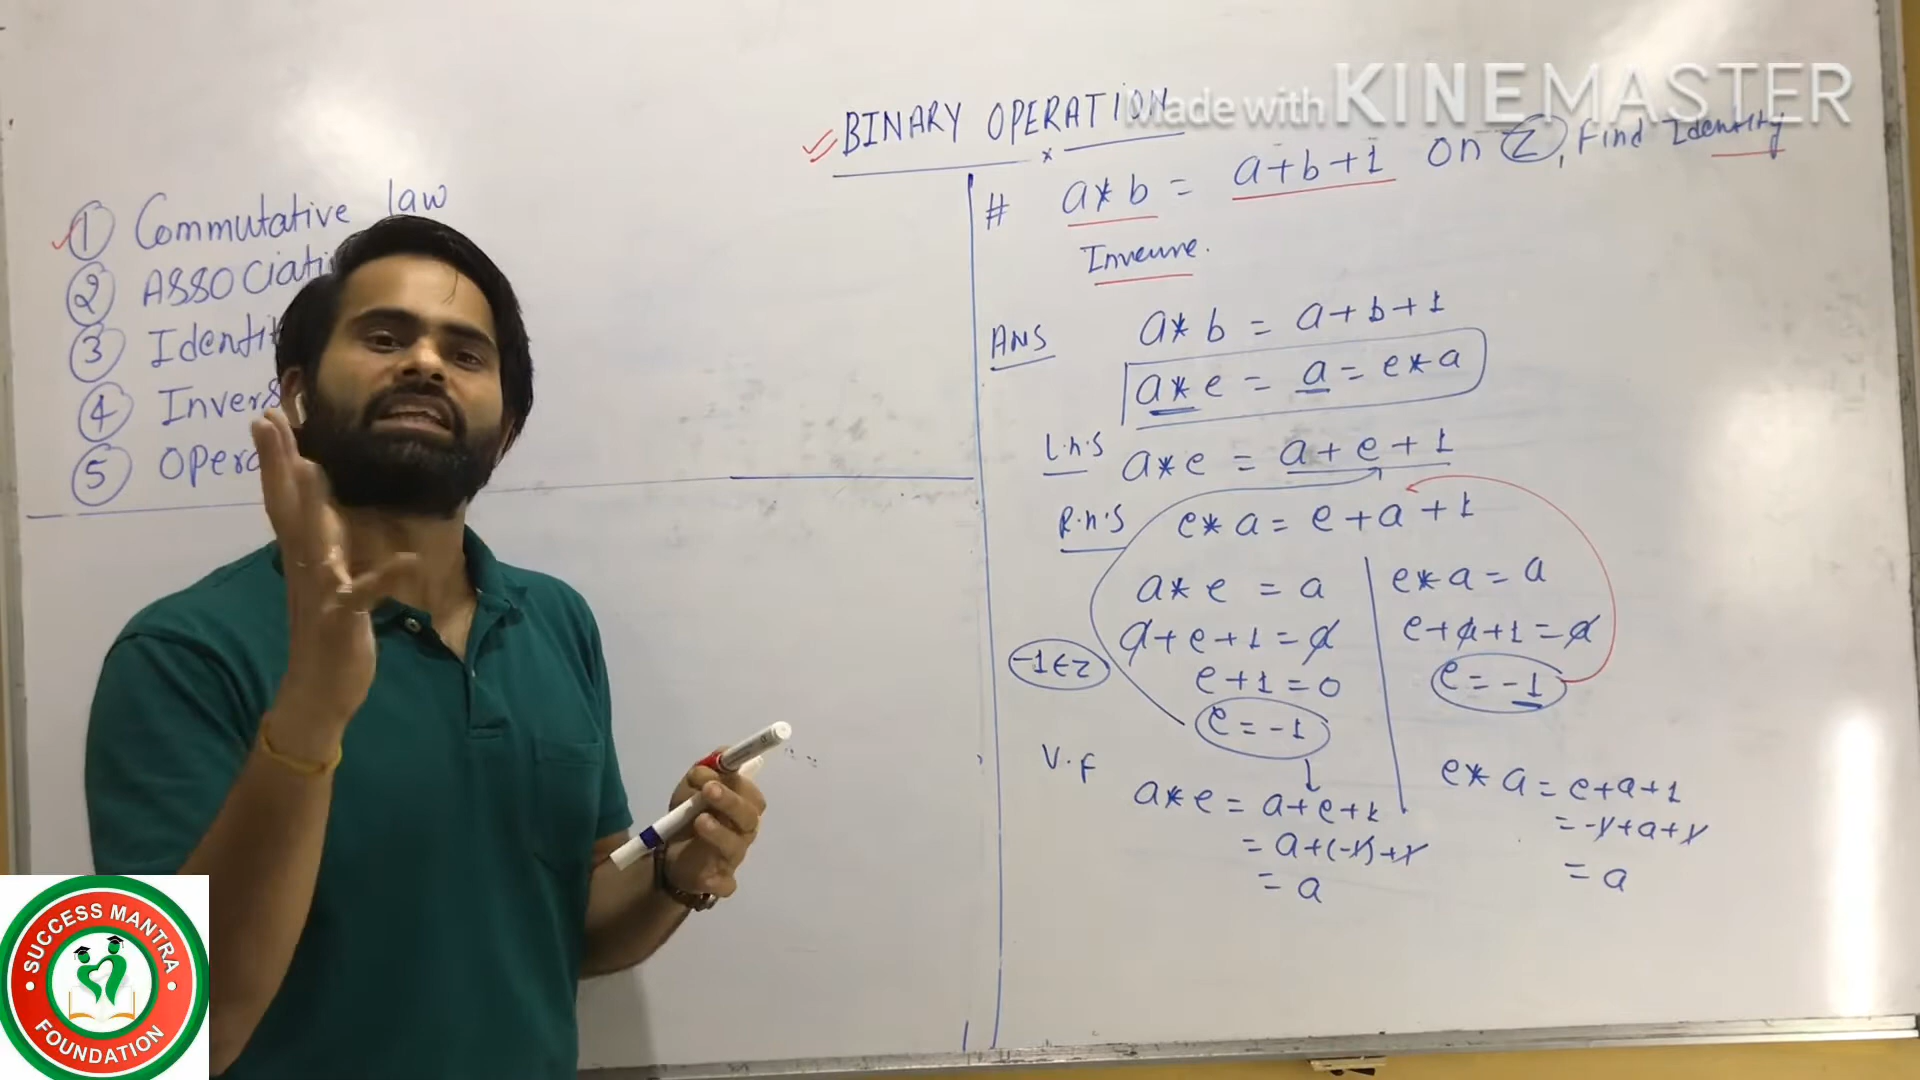 Made with KINEMASTER
BINARY OPERATION
① Commutative law
② ASSOCiati
③ Identit
④ Invers
⑤ Opera
# a*b = a+b+1 on Z, Find Identity
Inverse.
ANS a*b = a+b+1
a*e = a = e*a
L.h.S a*e = a+e+1
R.h.S e*a = e+a+1
a*e = a
a+e+1 = a
e+1 = 0
e = -1
-1∈Z
e*a = a
e+a+1 = a
e = -1
V.F
a*e = a+e+1
= a+(-1)+1
= a
e*a = e+a+1
= -1+a+1
= a
SUCCESS MANTRA
FOUNDATION